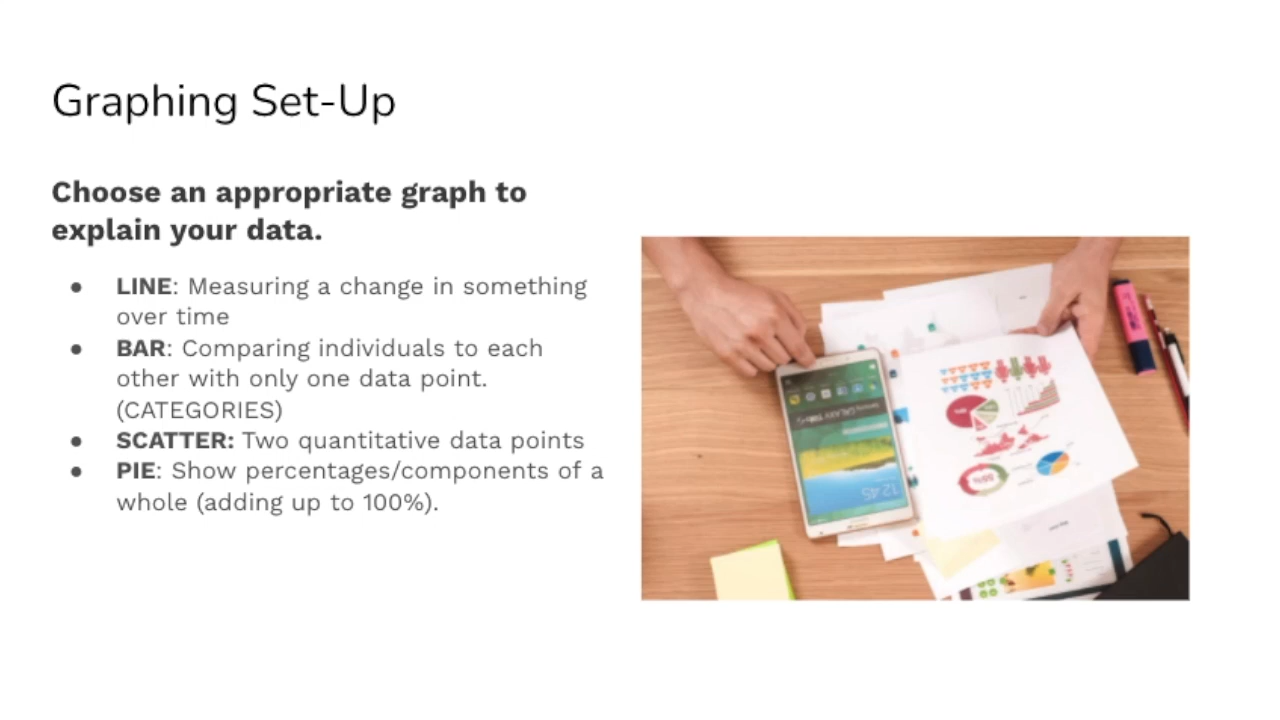 Graphing Set-Up
Choose an appropriate graph to
explain your data.
● LINE: Measuring a change in something
over time
● BAR: Comparing individuals to each
other with only one data point.
(CATEGORIES)
● SCATTER: Two quantitative data points
● PIE: Show percentages/components of a
whole (adding up to 100%).
12:45